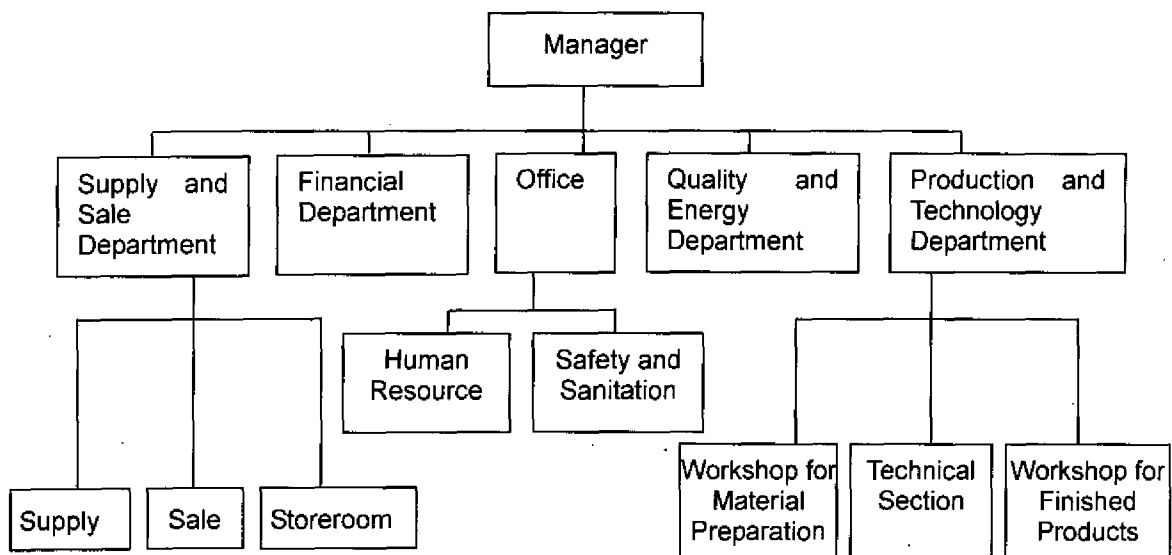 Manager
Supply and
Sale
Department
Financial
Department
Office
Quality and
Energy
Department
Production and
Technology
Department
Human
Resource
Safety and
Sanitation
Supply
Sale
Storeroom
Workshop for
Material
Preparation
Technical
Section
Workshop for
Finished
Products